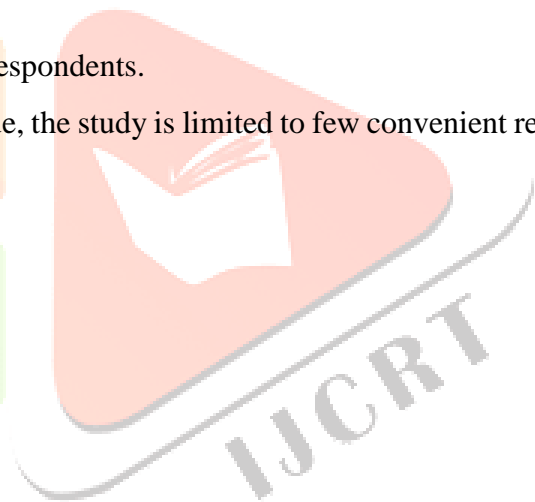 espondents.
e, the study is limited to few convenient re
IJCRT